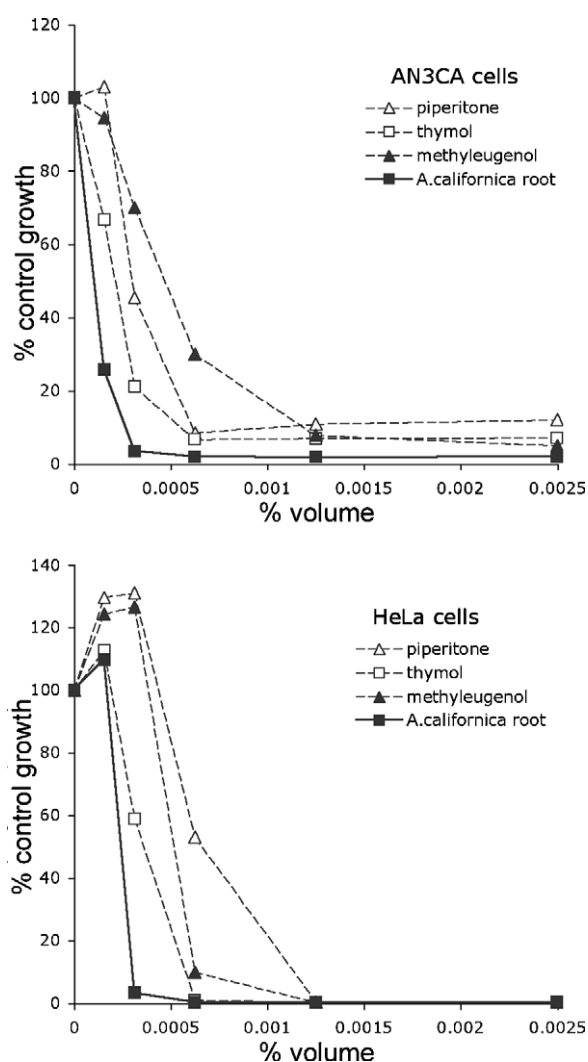 120
100
80
60
40
20
0
% control growth
AN3CA cells
piperitone
thymol
methyleugenol
A.californica root
0 0.0005 0.001 0.0015 0.002 0.0025
% volume
140
120
100
80
60
40
20
0
% control growth
HeLa cells
piperitone
thymol
methyleugenol
A.californica root
0 0.0005 0.001 0.0015 0.002 0.0025
% volume